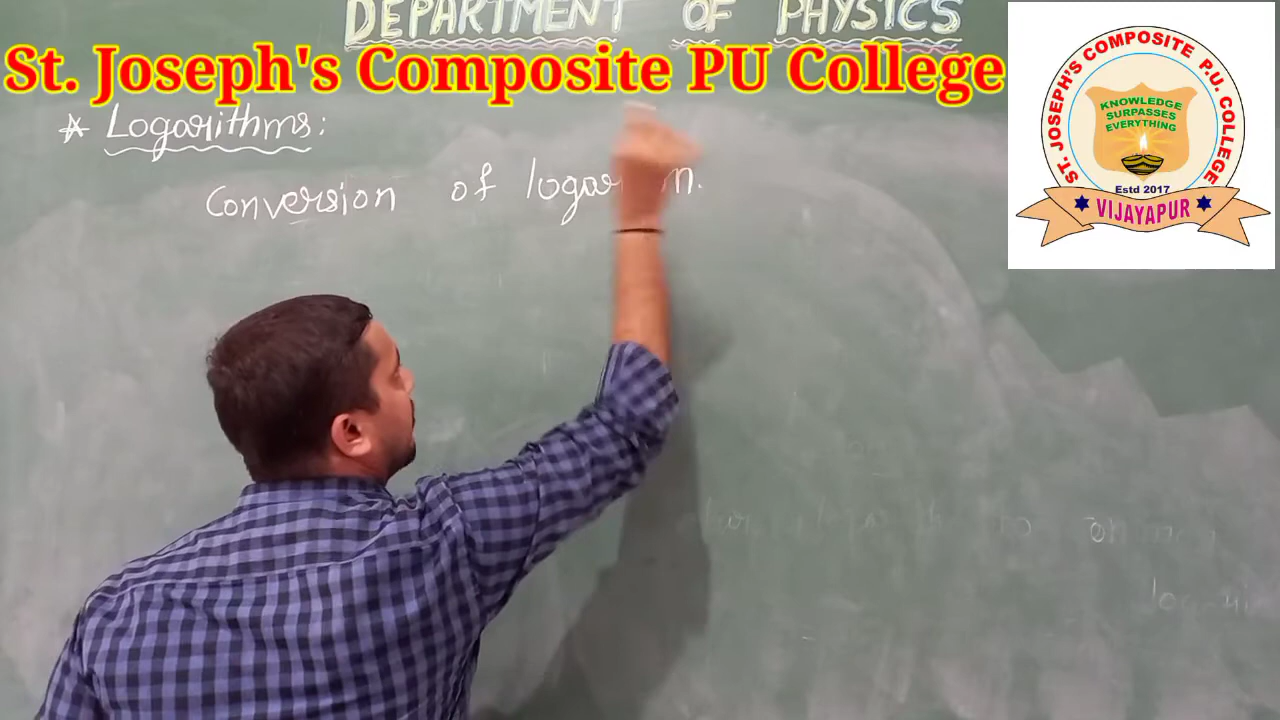 DEPARTMENT OF PHYSICS
St. Joseph's Composite PU College
ST. JOSEPH'S COMPOSITE P.U. COLLEGE
KNOWLEDGE
SURPASSES
EVERYTHING
Estd 2017
VIJAYAPUR
Logarithms:
Conversion of
to